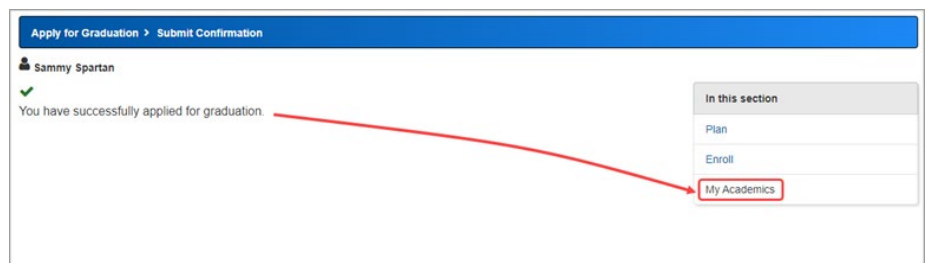 Apply for Graduation > Submit Confirmation
Sammy Spartan
You have successfully applied for graduation.
In this section
Plan
Enroll
My Academics